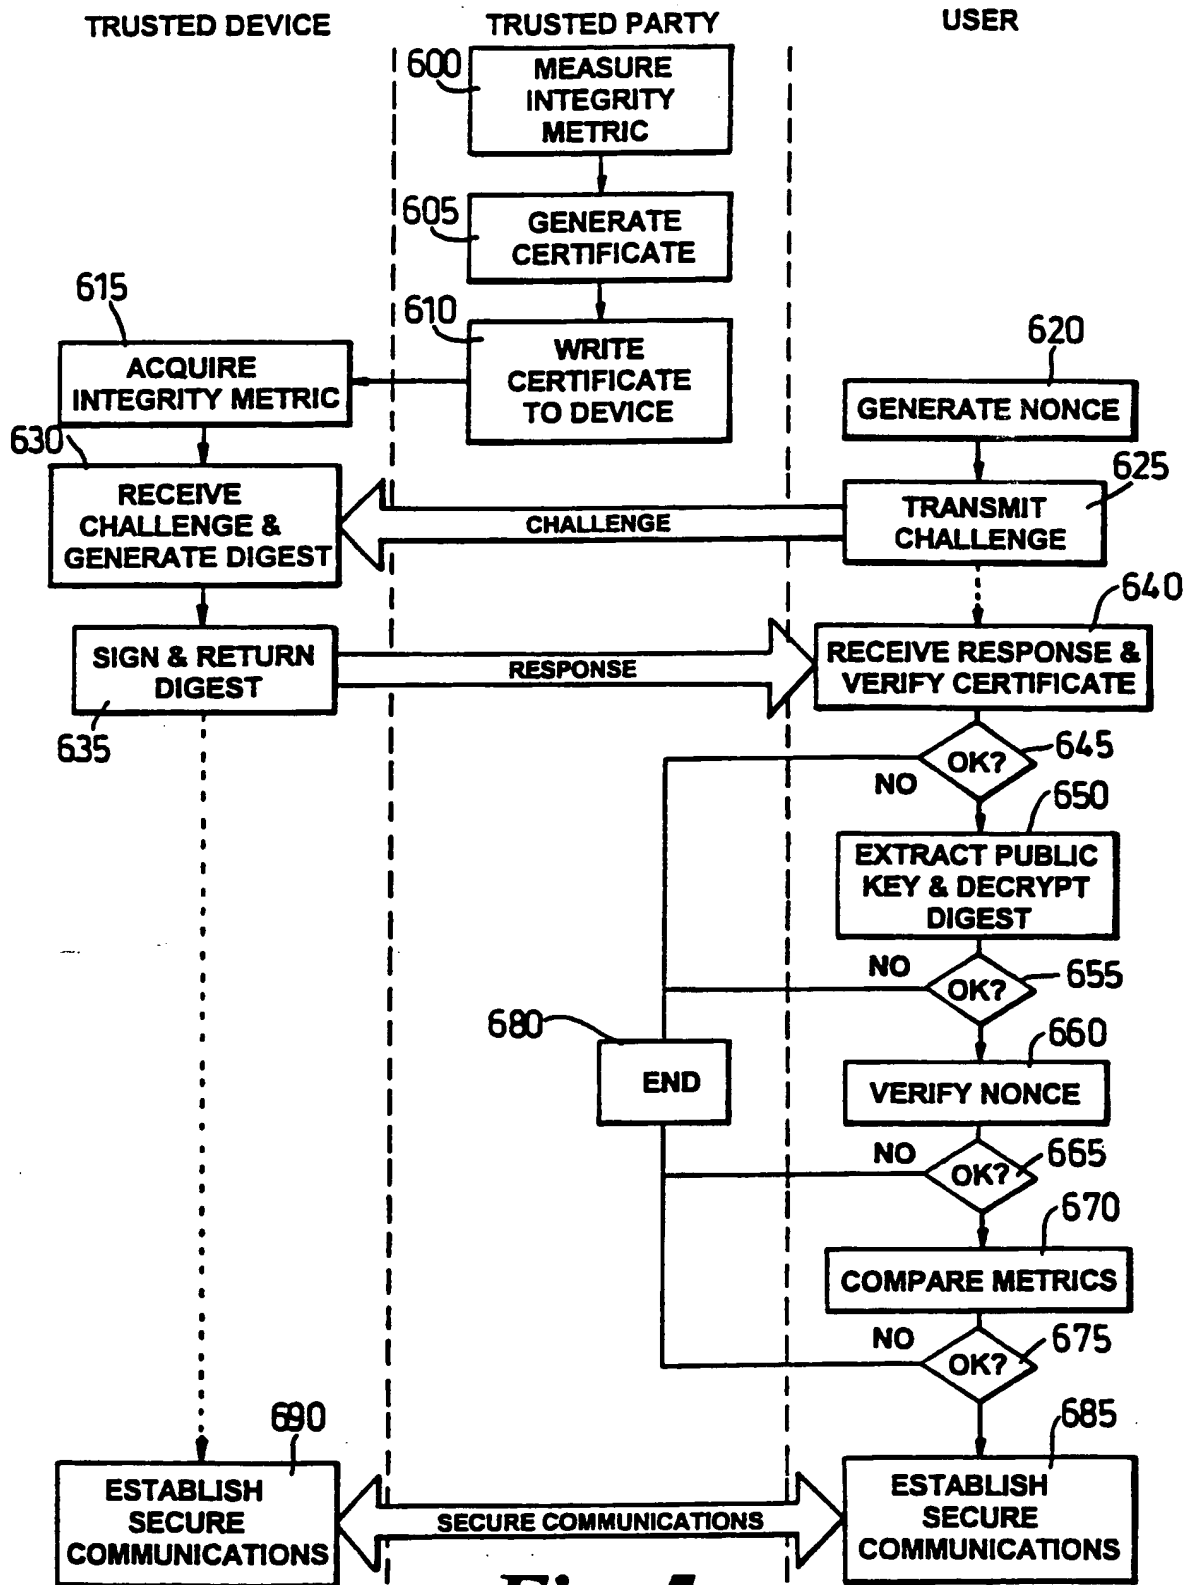 TRUSTED DEVICE
TRUSTED PARTY
USER
600
MEASURE
INTEGRITY
METRIC
605
GENERATE
CERTIFICATE
610
WRITE
CERTIFICATE
TO DEVICE
615
ACQUIRE
INTEGRITY METRIC
620
GENERATE NONCE
630
RECEIVE
CHALLENGE &
GENERATE DIGEST
CHALLENGE
625
TRANSMIT
CHALLENGE
SIGN & RETURN
DIGEST
635
RESPONSE
640
RECEIVE RESPONSE &
VERIFY CERTIFICATE
OK?
645
NO
650
EXTRACT PUBLIC
KEY & DECRYPT
DIGEST
NO
OK?
655
680
END
660
VERIFY NONCE
NO
OK?
665
670
COMPARE METRICS
NO
OK?
675
690
ESTABLISH
SECURE
COMMUNICATIONS
SECURE COMMUNICATIONS
685
ESTABLISH
SECURE
COMMUNICATIONS